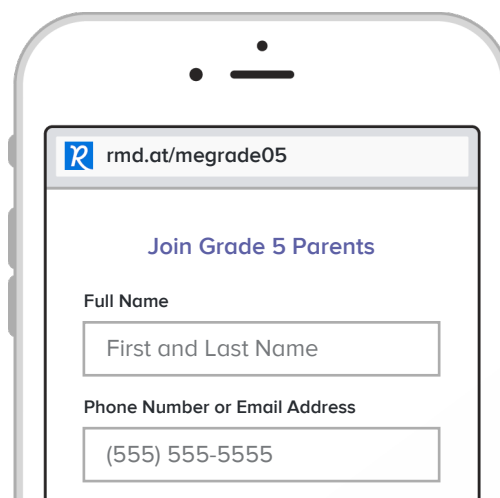 rmd.at/megrade05
Join Grade 5 Parents
Full Name
First and Last Name
Phone Number or Email Address
(555) 555-5555